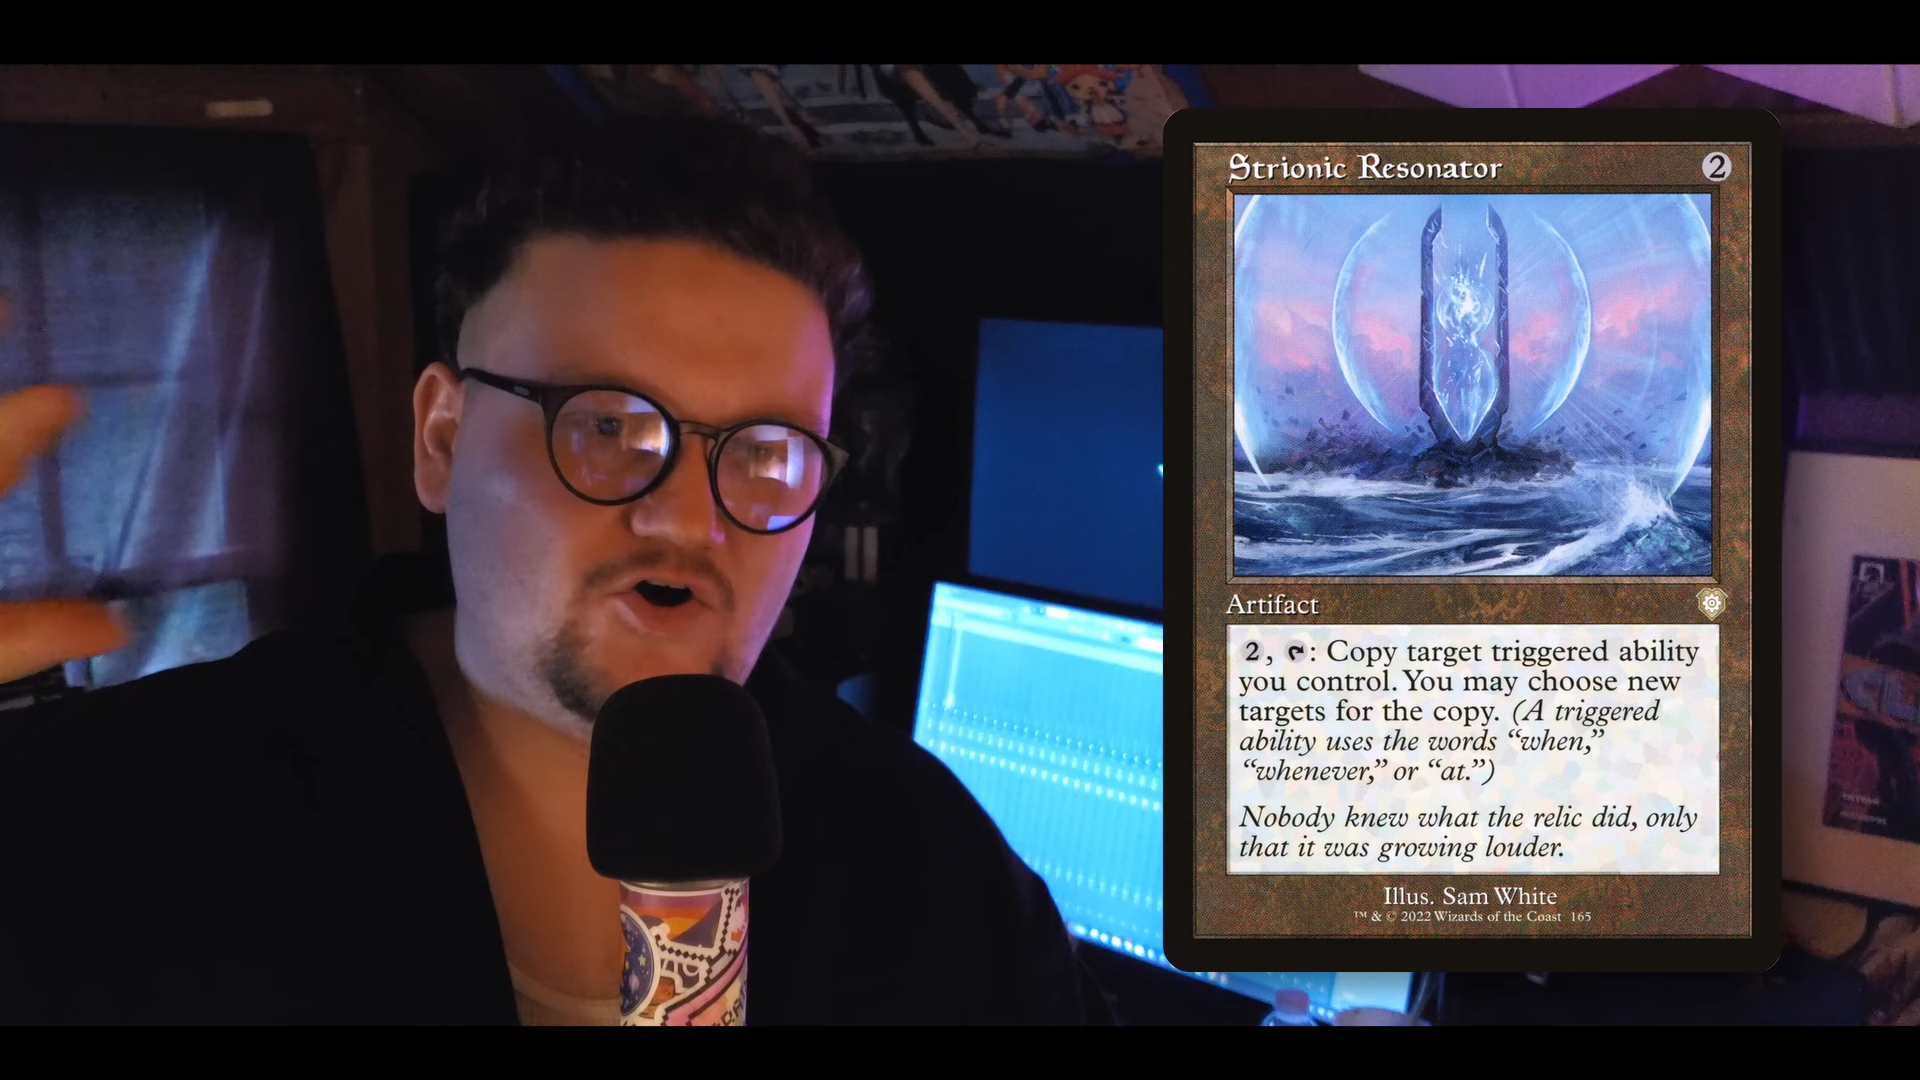 Strionic Resonator 2
Artifact
2, : Copy target triggered ability
you control. You may choose new
targets for the copy. (A triggered
ability uses the words “when,”
“whenever,” or “at.”)
Nobody knew what the relic did, only
that it was growing louder.
Illus. Sam White
™ & © 2022 Wizards of the Coast 165